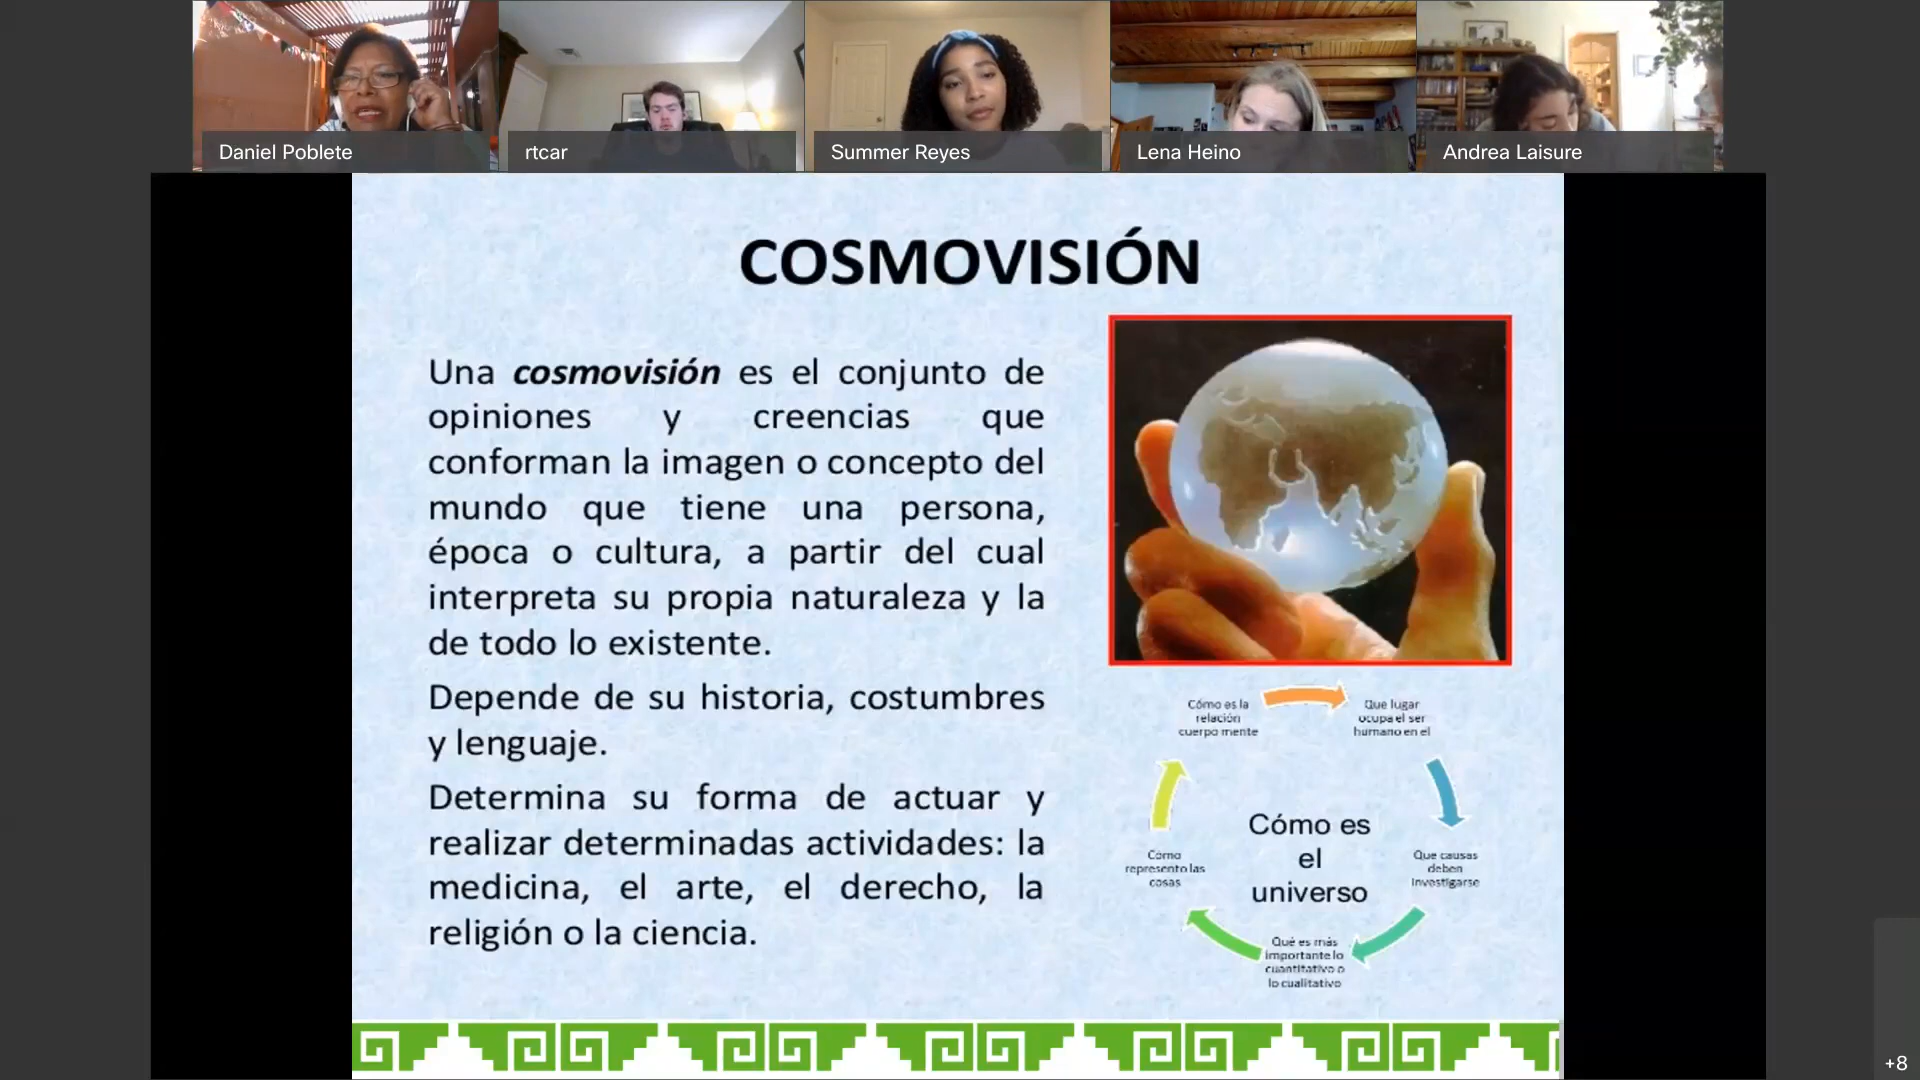 Daniel Poblete
rtcar
Summer Reyes
Lena Heino
Andrea Laisure
COSMOVISIÓN
Una cosmovisión es el conjunto de
opiniones y creencias que
conforman la imagen o concepto del
mundo que tiene una persona,
época o cultura, a partir del cual
interpreta su propia naturaleza y la
de todo lo existente.
Depende de su historia, costumbres
y lenguaje.
Determina su forma de actuar y
realizar determinadas actividades: la
medicina, el arte, el derecho, la
religión o la ciencia.
Cómo es la
relación
cuerpo mente
Que lugar
ocupa el ser
humano en el
Que causas
deben
investigarse
Qué es más
importante lo
cuantitativo o
lo cualitativo
Cómo
represento las
cosas
Cómo es
el
universo
+8